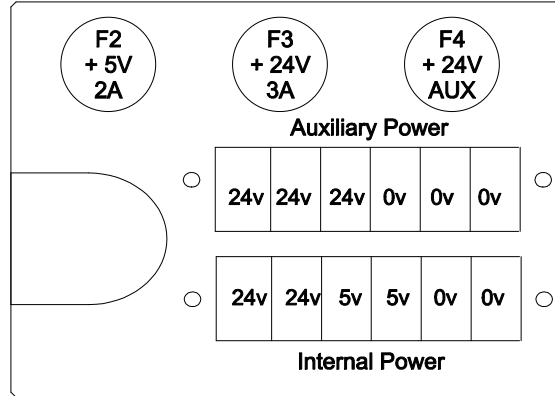 F2
+ 5V
2A
F3
+ 24V
3A
F4
+ 24V
AUX
Auxiliary Power
24v 24v 24v 0v 0v 0v
24v 24v 5v 5v 0v 0v
Internal Power